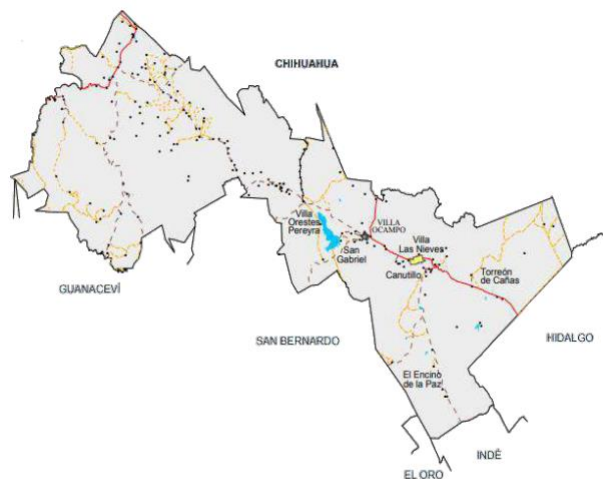 CHIHUAHUA
Villa
Orestes
Pereyra
VILLA
OCAMPO
San
Gabriel
Villa
Las Nieves
Canutillo
Torreón
de Cañas
GUANACEVÍ
SAN BERNARDO
HIDALGO
El Encino
de la Paz
INDÉ
EL ORO